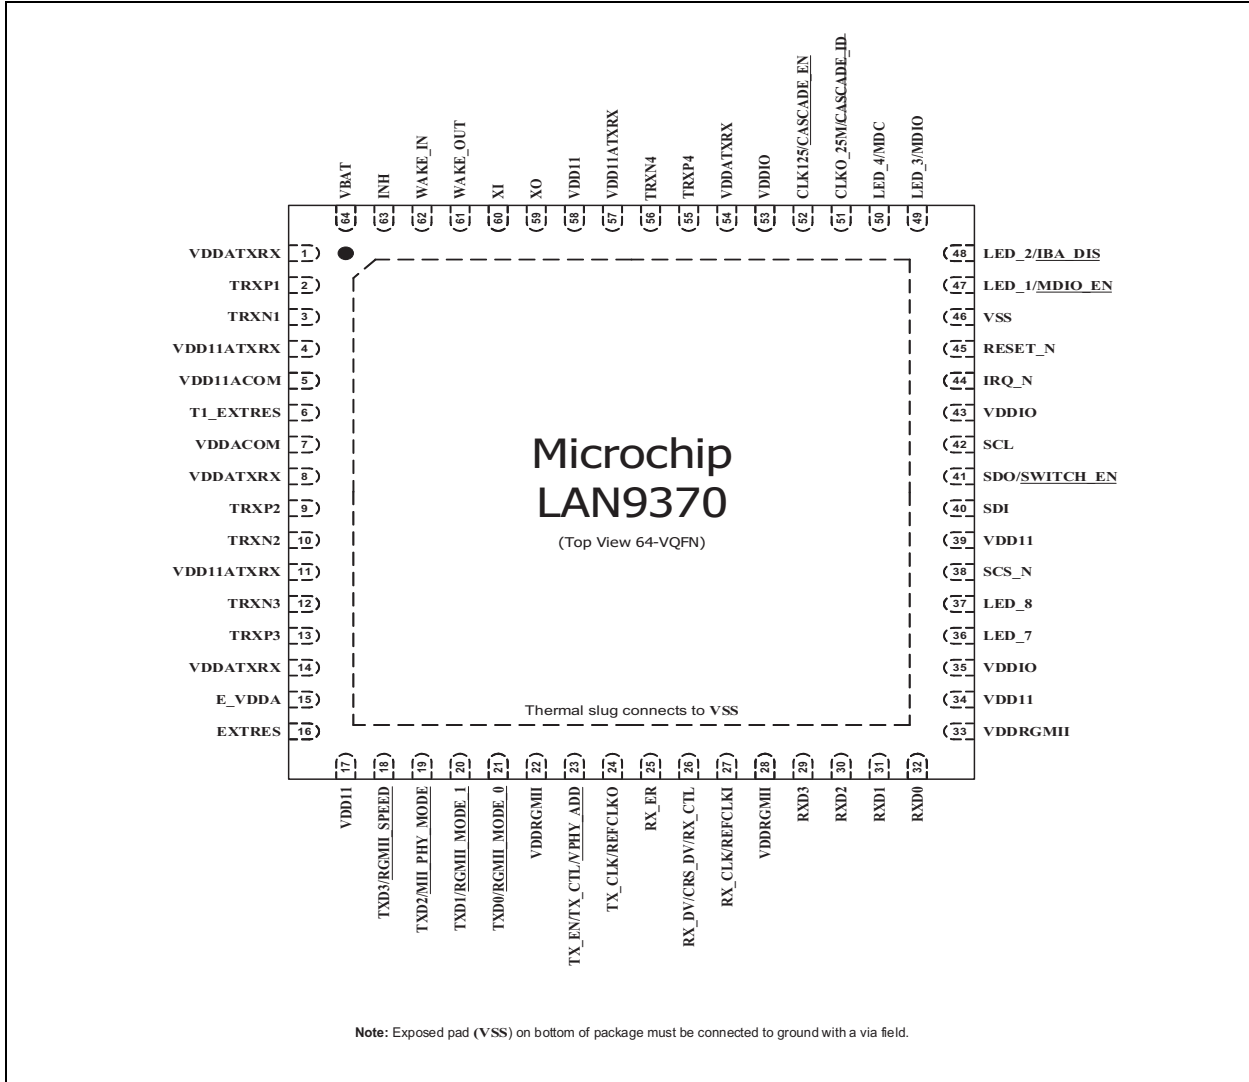 VBAT
INH
WAKE_IN
WAKE_OUT
XI
XO
VDD11
VDD11ATXRX
TRXN4
TRXP4
VDDATXRX
VDDIO
CLK125/CASCADE_EN
CLKO_25M/CASCADE_ID
LED_4/MDC
LED_3/MDIO
64
63
62
61
60
59
58
57
56
55
54
53
52
51
50
49
VDDATXRX 1
TRXP1 2
TRXN1 3
VDD11ATXRX 4
VDD11ACOM 5
T1_EXTRES 6
VDDACOM 7
VDDATXRX 8
TRXP2 9
TRXN2 10
VDD11ATXRX 11
TRXN3 12
TRXP3 13
VDDATXRX 14
E_VDDA 15
EXTRES 16
Microchip
LAN9370
(Top View 64-VQFN)
Thermal slug connects to VSS
48 LED_2/IBA_DIS
47 LED_1/MDIO_EN
46 VSS
45 RESET_N
44 IRQ_N
43 VDDIO
42 SCL
41 SDO/SWITCH_EN
40 SDI
39 VDD11
38 SCS_N
37 LED_8
36 LED_7
35 VDDIO
34 VDD11
33 VDDRGMII
17
18
19
20
21
22
23
24
25
26
27
28
29
30
31
32
VDD11
TXD3/RGMII_SPEED
TXD2/MII_PHY_MODE
TXD1/RGMII_MODE_1
TXD0/RGMII_MODE_0
VDDRGMII
TX_EN/TX_CTL/VPHY_ADD
TX_CLK/REFCLKO
RX_ER
RX_DV/CRS_DV/RX_CTL
RX_CLK/REFCLKI
VDDRGMII
RXD3
RXD2
RXD1
RXD0
Note: Exposed pad (VSS) on bottom of package must be connected to ground with a via field.